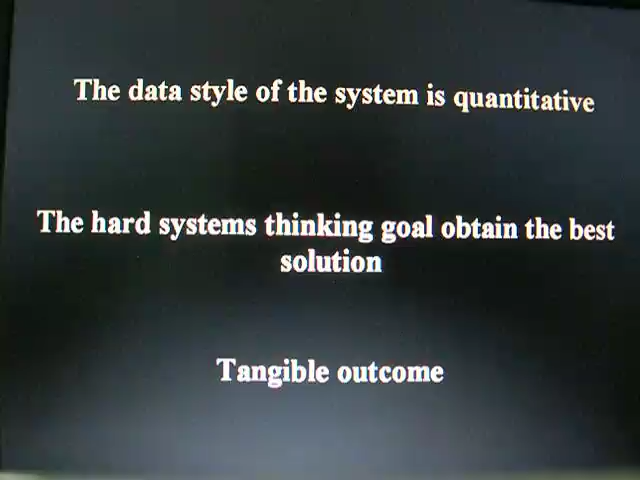 The data style of the system is quantitative
The hard systems thinking goal obtain the best
solution
Tangible outcome